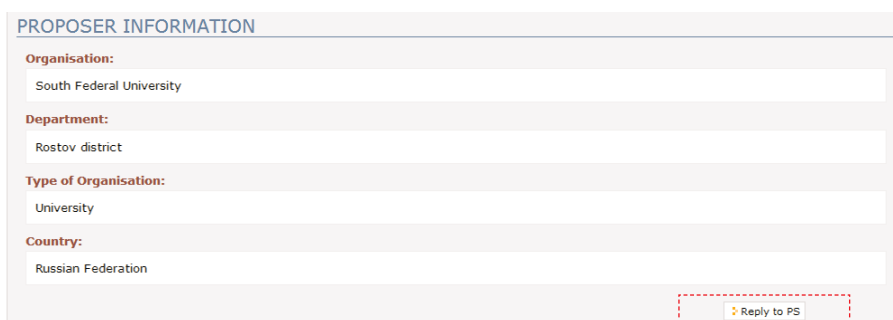 PROPOSER INFORMATION
Organisation:
South Federal University
Department:
Rostov district
Type of Organisation:
University
Country:
Russian Federation
Reply to PS